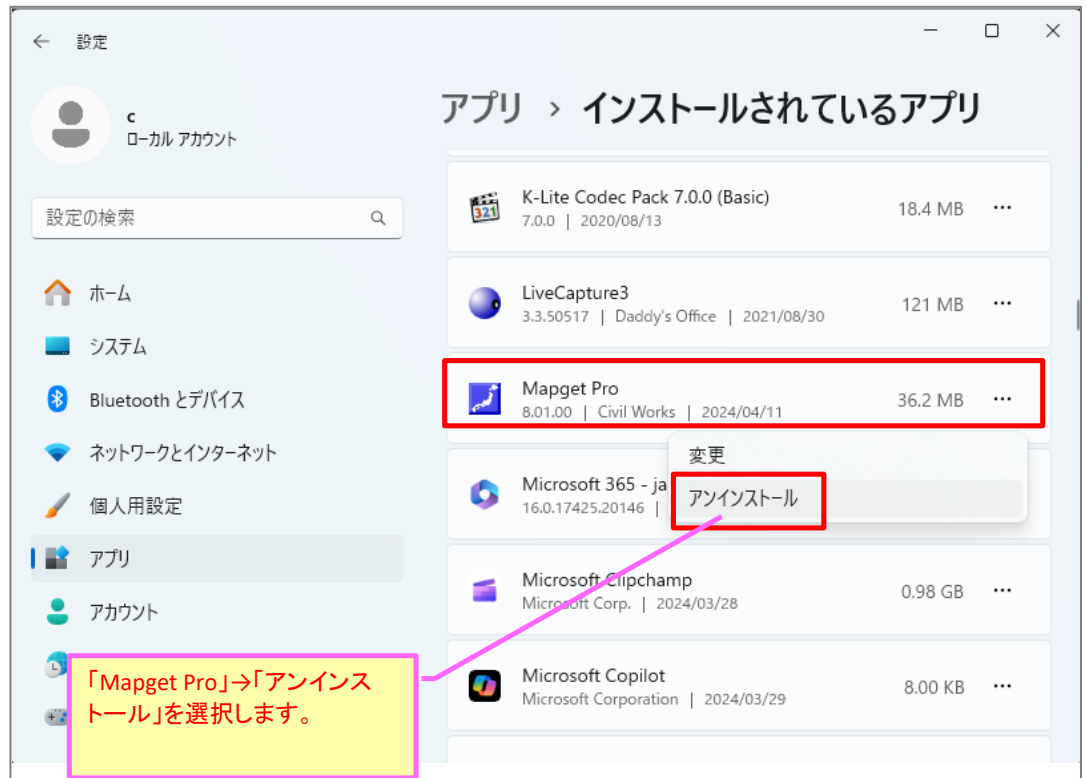 設定
c
ローカル アカウント
設定の検索
ホーム
システム
Bluetooth とデバイス
ネットワークとインターネット
個人用設定
アプリ
アカウント
アプリ › インストールされているアプリ
K-Lite Codec Pack 7.0.0 (Basic)
7.0.0 | 2020/08/13
18.4 MB
LiveCapture3
3.3.50517 | Daddy's Office | 2021/08/30
121 MB
Mapget Pro
8.01.00 | Civil Works | 2024/04/11
36.2 MB
変更
アンインストール
Microsoft 365 - ja
16.0.17425.20146 |
Microsoft Clipchamp
Microsoft Corp. | 2024/03/28
0.98 GB
Microsoft Copilot
Microsoft Corporation | 2024/03/29
8.00 KB
「Mapget Pro」→「アンインス
トール」を選択します。